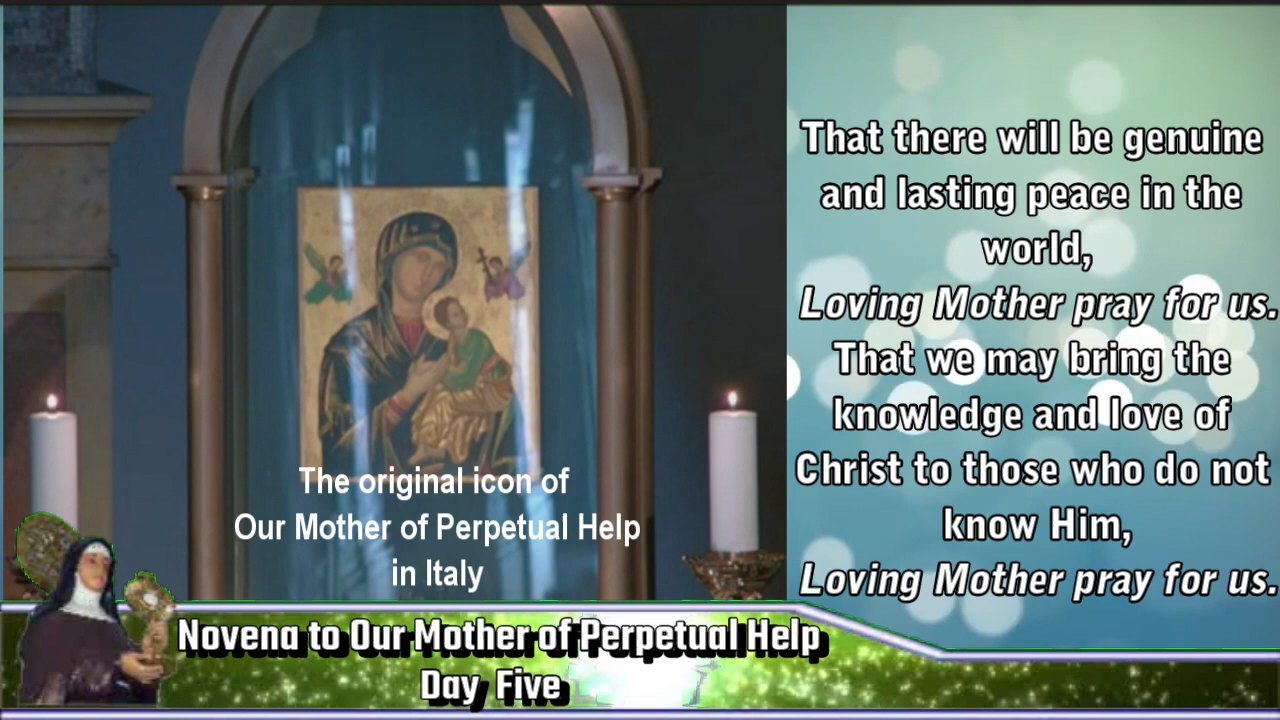 The original icon of
Our Mother of Perpetual Help
in Italy
That there will be genuine
and lasting peace in the
world,
Loving Mother pray for us.
That we may bring the
knowledge and love of
Christ to those who do not
know Him,
Loving Mother pray for us.
Novena to Our Mother of Perpetual Help
Day Five